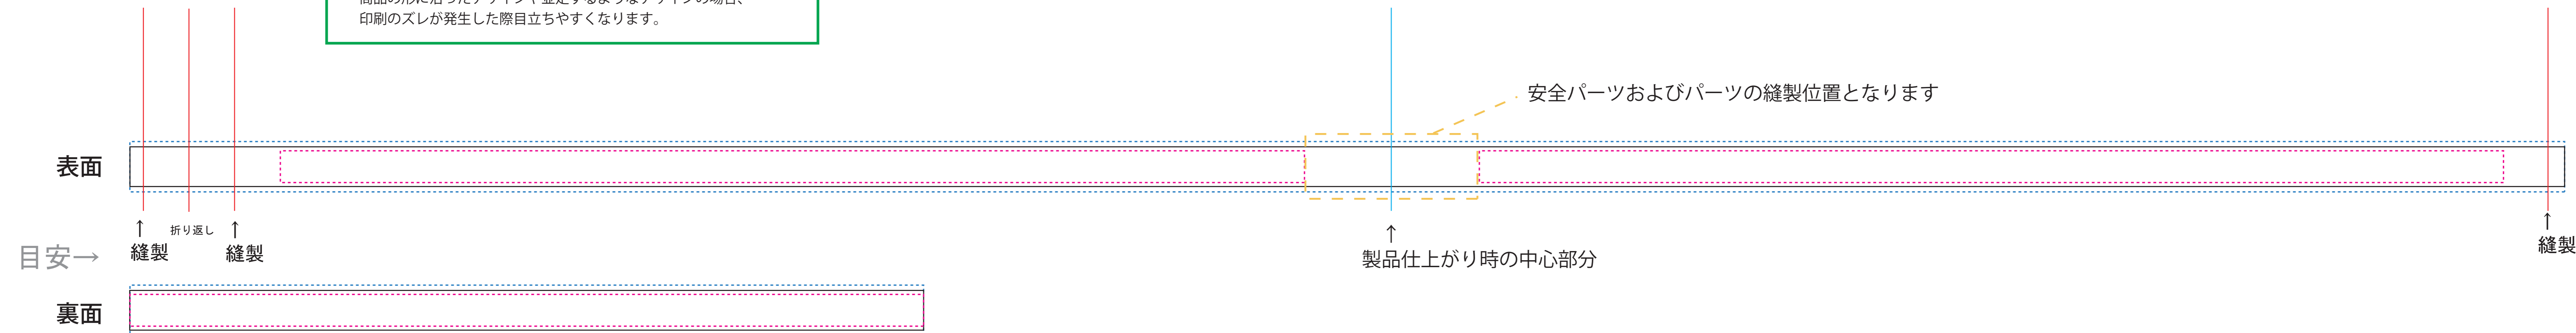 印刷のズレが発生した際目立ちやすくなります。
安全パーツおよびパーツの縫製位置となります
表面
↑ 折り返し ↑ ↑ ↑
縫製 縫製 縫製
目安→
製品仕上がり時の中心部分
裏面